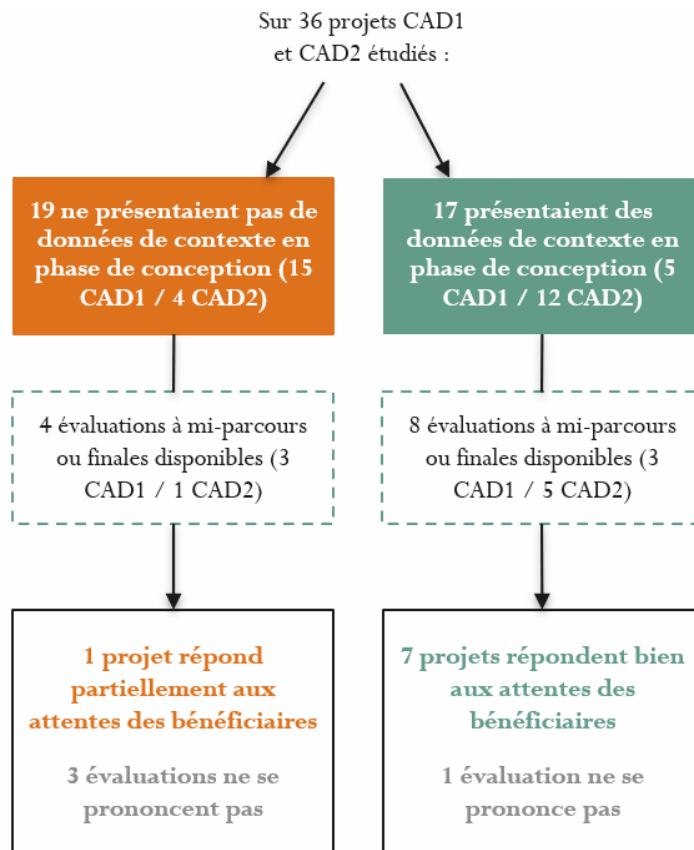 Sur 36 projets CAD1
et CAD2 étudiés :
19 ne présentaient pas de
données de contexte en
phase de conception (15
CAD1 / 4 CAD2)
17 présentaient des
données de contexte en
phase de conception (5
CAD1 / 12 CAD2)
4 évaluations à mi-parcours
ou finales disponibles (3
CAD1 / 1 CAD2)
8 évaluations à mi-parcours
ou finales disponibles (3
CAD1 / 5 CAD2)
1 projet répond
partiellement aux
attentes des bénéficiaires
3 évaluations ne se
prononcent pas
7 projets répondent bien
aux attentes des
bénéficiaires
1 évaluation ne se
prononce pas